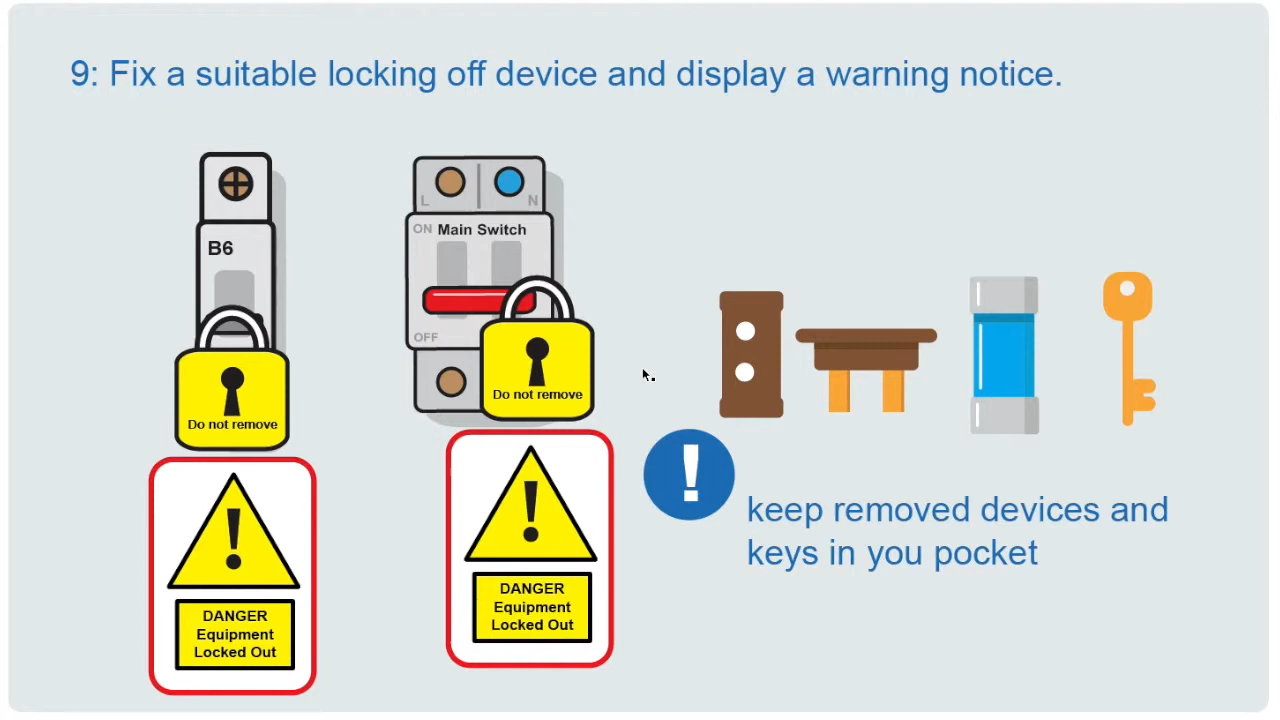 9: Fix a suitable locking off device and display a warning notice.
B6
Do not remove
DANGER
Equipment
Locked Out
L
N
ON Main Switch
OFF
Do not remove
DANGER
Equipment
Locked Out
keep removed devices and
keys in you pocket